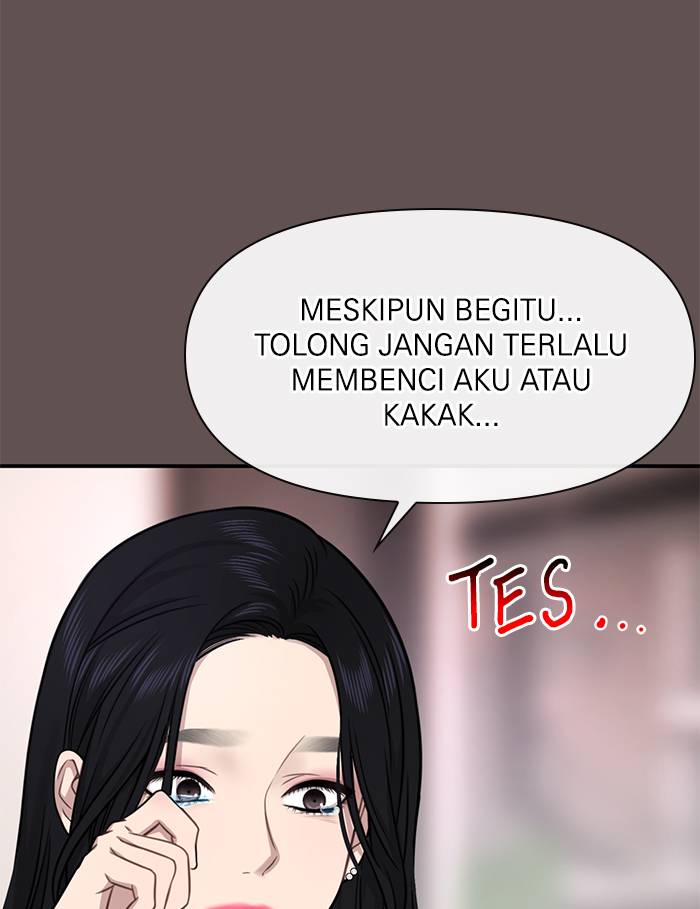 MESKIPUN BEGITU...
TOLONG JANGAN TERLALU
MEMBENCI AKU ATAU
KAKAK...
TES...